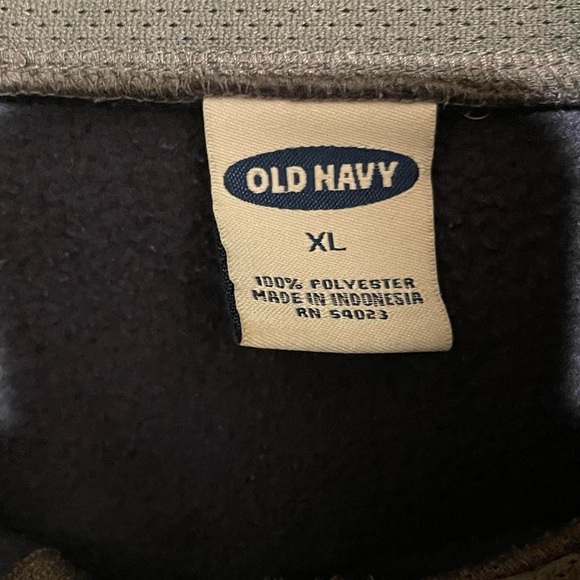 OLD NAVY
XL
100% POLYESTER
MADE IN INDONESIA
RN 54023